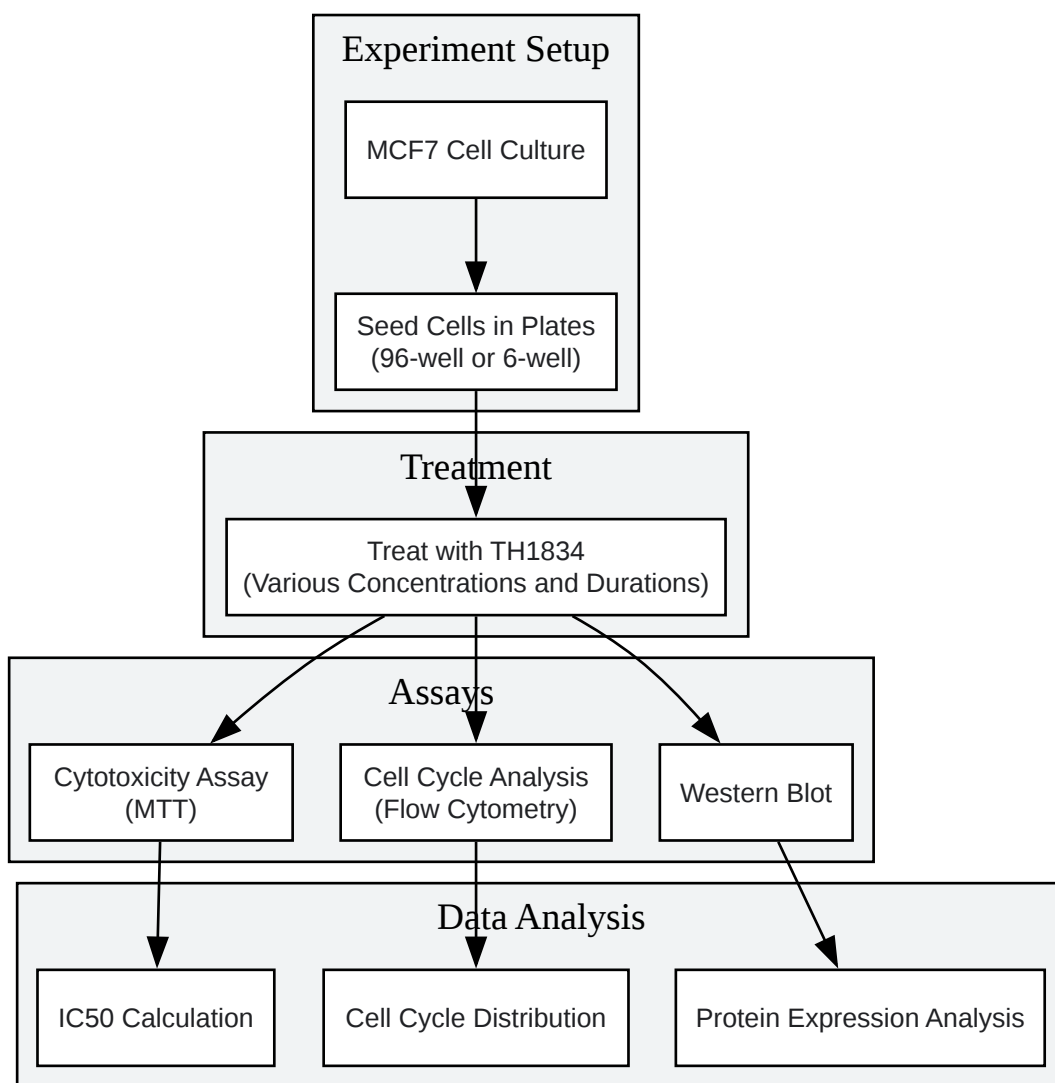 Experiment Setup
MCF7 Cell Culture
Seed Cells in Plates
(96-well or 6-well)
Treatment
Treat with TH1834
(Various Concentrations and Durations)
Assays
Cytotoxicity Assay
(MTT)
Cell Cycle Analysis
(Flow Cytometry)
Western Blot
Data Analysis
IC50 Calculation
Cell Cycle Distribution
Protein Expression Analysis